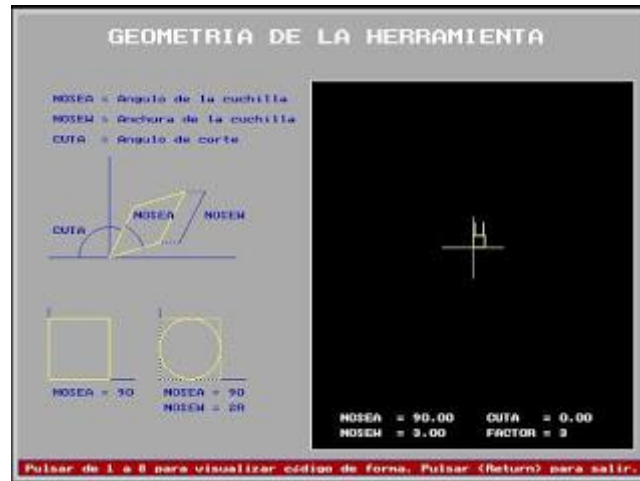 GEOMETRIA DE LA HERRAMIENTA
NOSEA = Angulo de la cuchilla
NOSEW = Anchura de la cuchilla
CUTA = Angulo de corte
NOSEA
NOSEW
CUTA
NOSEA = 90
NOSEA = 90
NOSEW = 2R
NOSEA = 90.00 CUTA = 0.00
NOSEW = 3.00 FACTOR = 3
Pulsar de 1 a 8 para visualizar código de forma. Pulsar <Return> para salir.